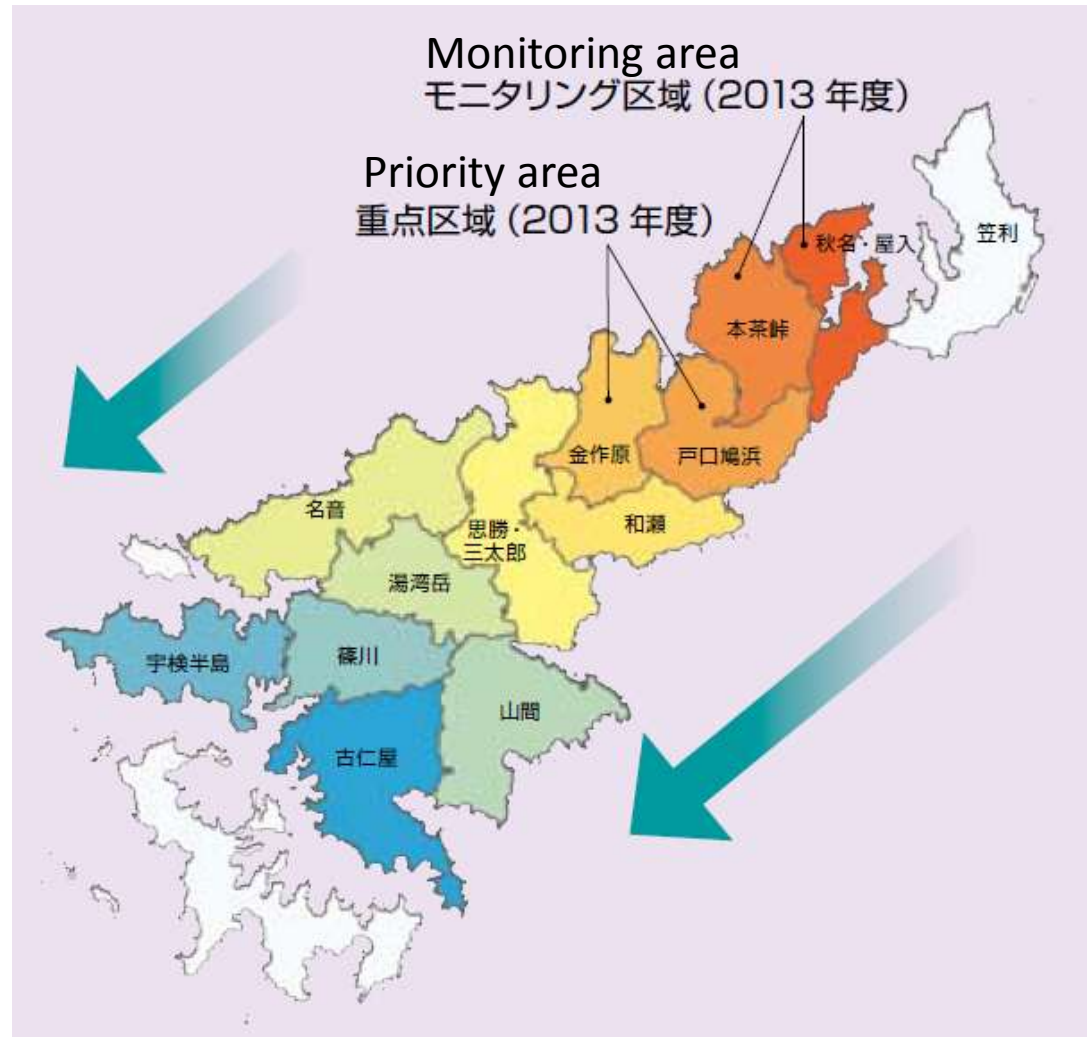 Monitoring area
モニタリング区域（2013 年度）
Priority area
重点区域（2013 年度）
笠利
秋名・屋入
本茶峠
金作原
戸口鳩浜
名音
思勝・
三太郎
和瀬
湯湾岳
宇検半島
篠川
山間
古仁屋